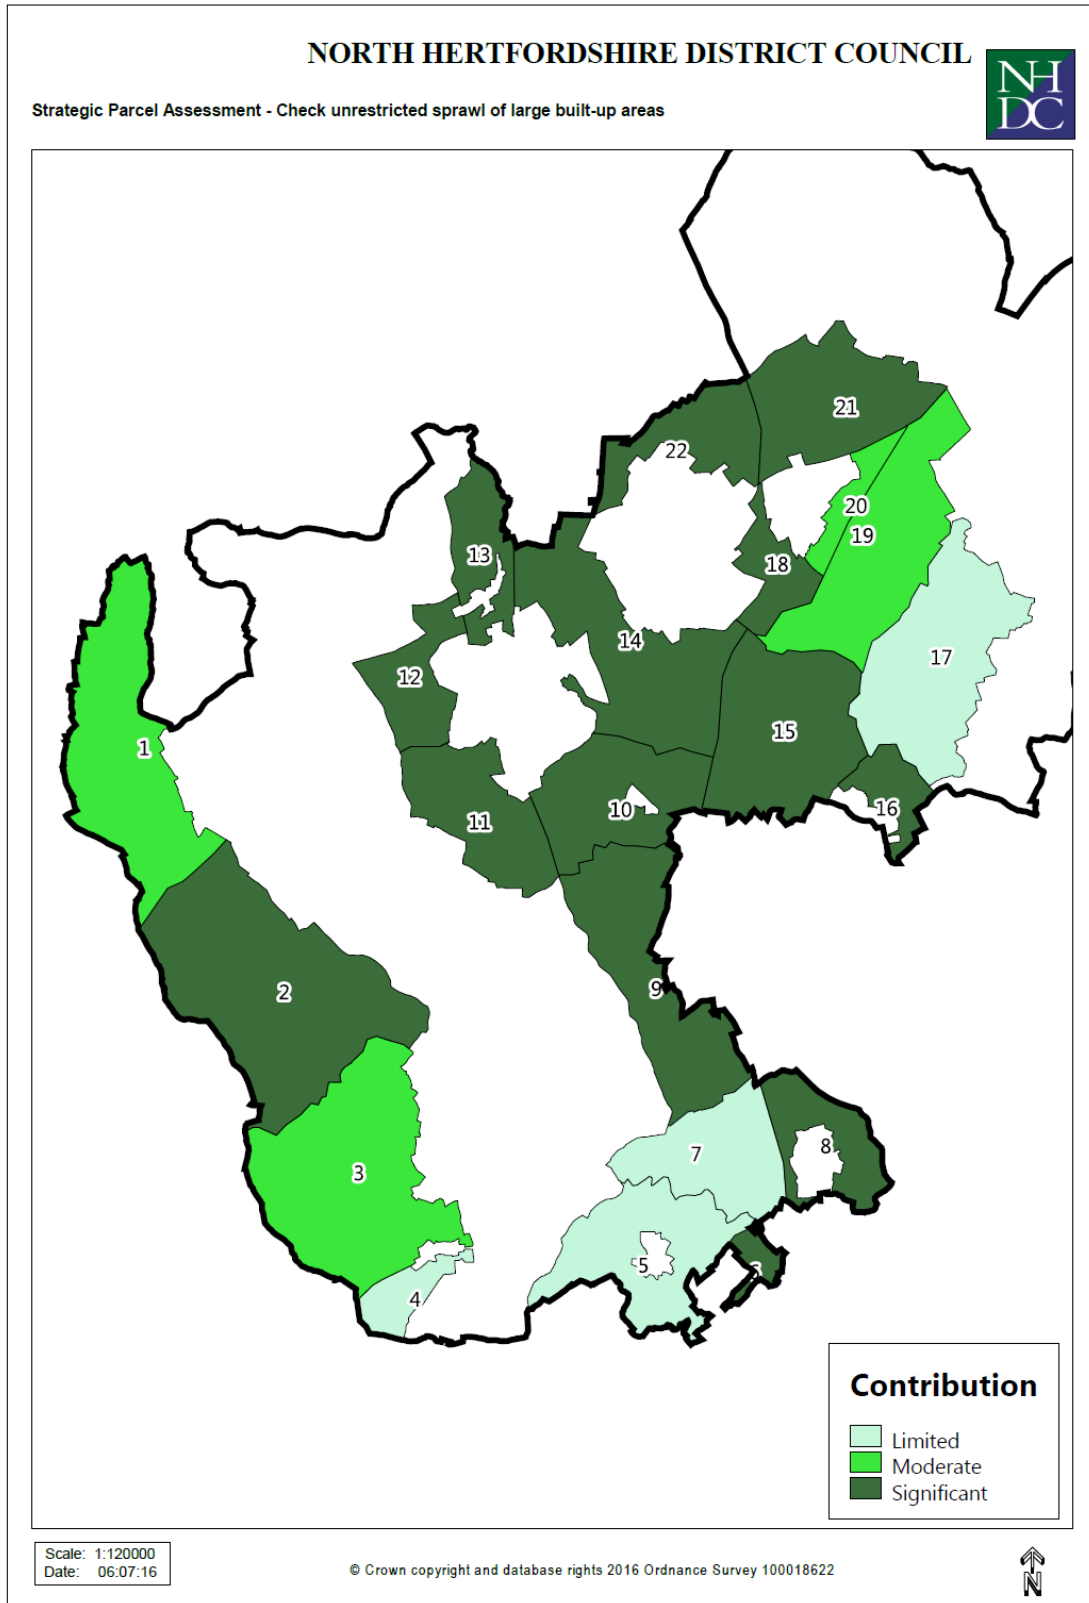 NORTH HERTFORDSHIRE DISTRICT COUNCIL
NH
DC
Strategic Parcel Assessment - Check unrestricted sprawl of large built-up areas
21
22
20
19
13
18
14
17
12
15
1
16
10
11
9
2
8
7
3
5
6
4
Contribution
Limited
Moderate
Significant
Scale: 1:120000
Date: 06:07:16
© Crown copyright and database rights 2016 Ordnance Survey 100018622
N